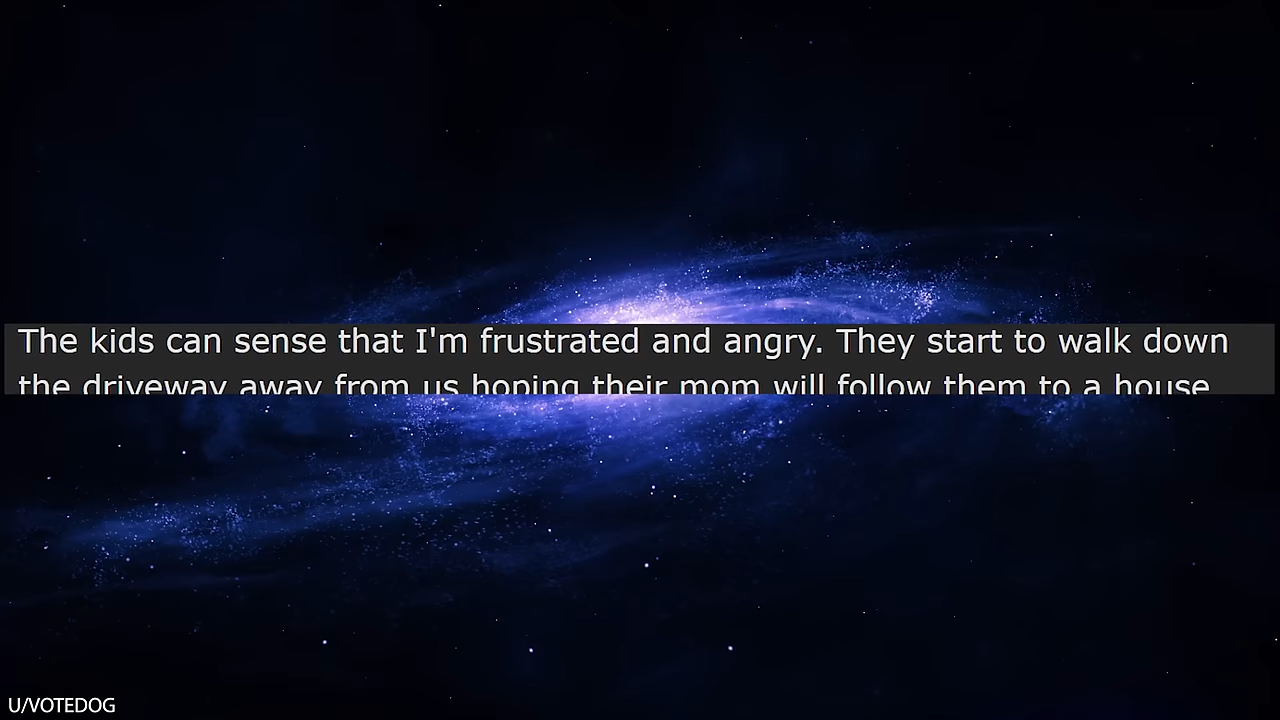 The kids can sense that I'm frustrated and angry. They start to walk down
the driveway away from us hoping their mom will follow them to a house
U/VOTEDOG